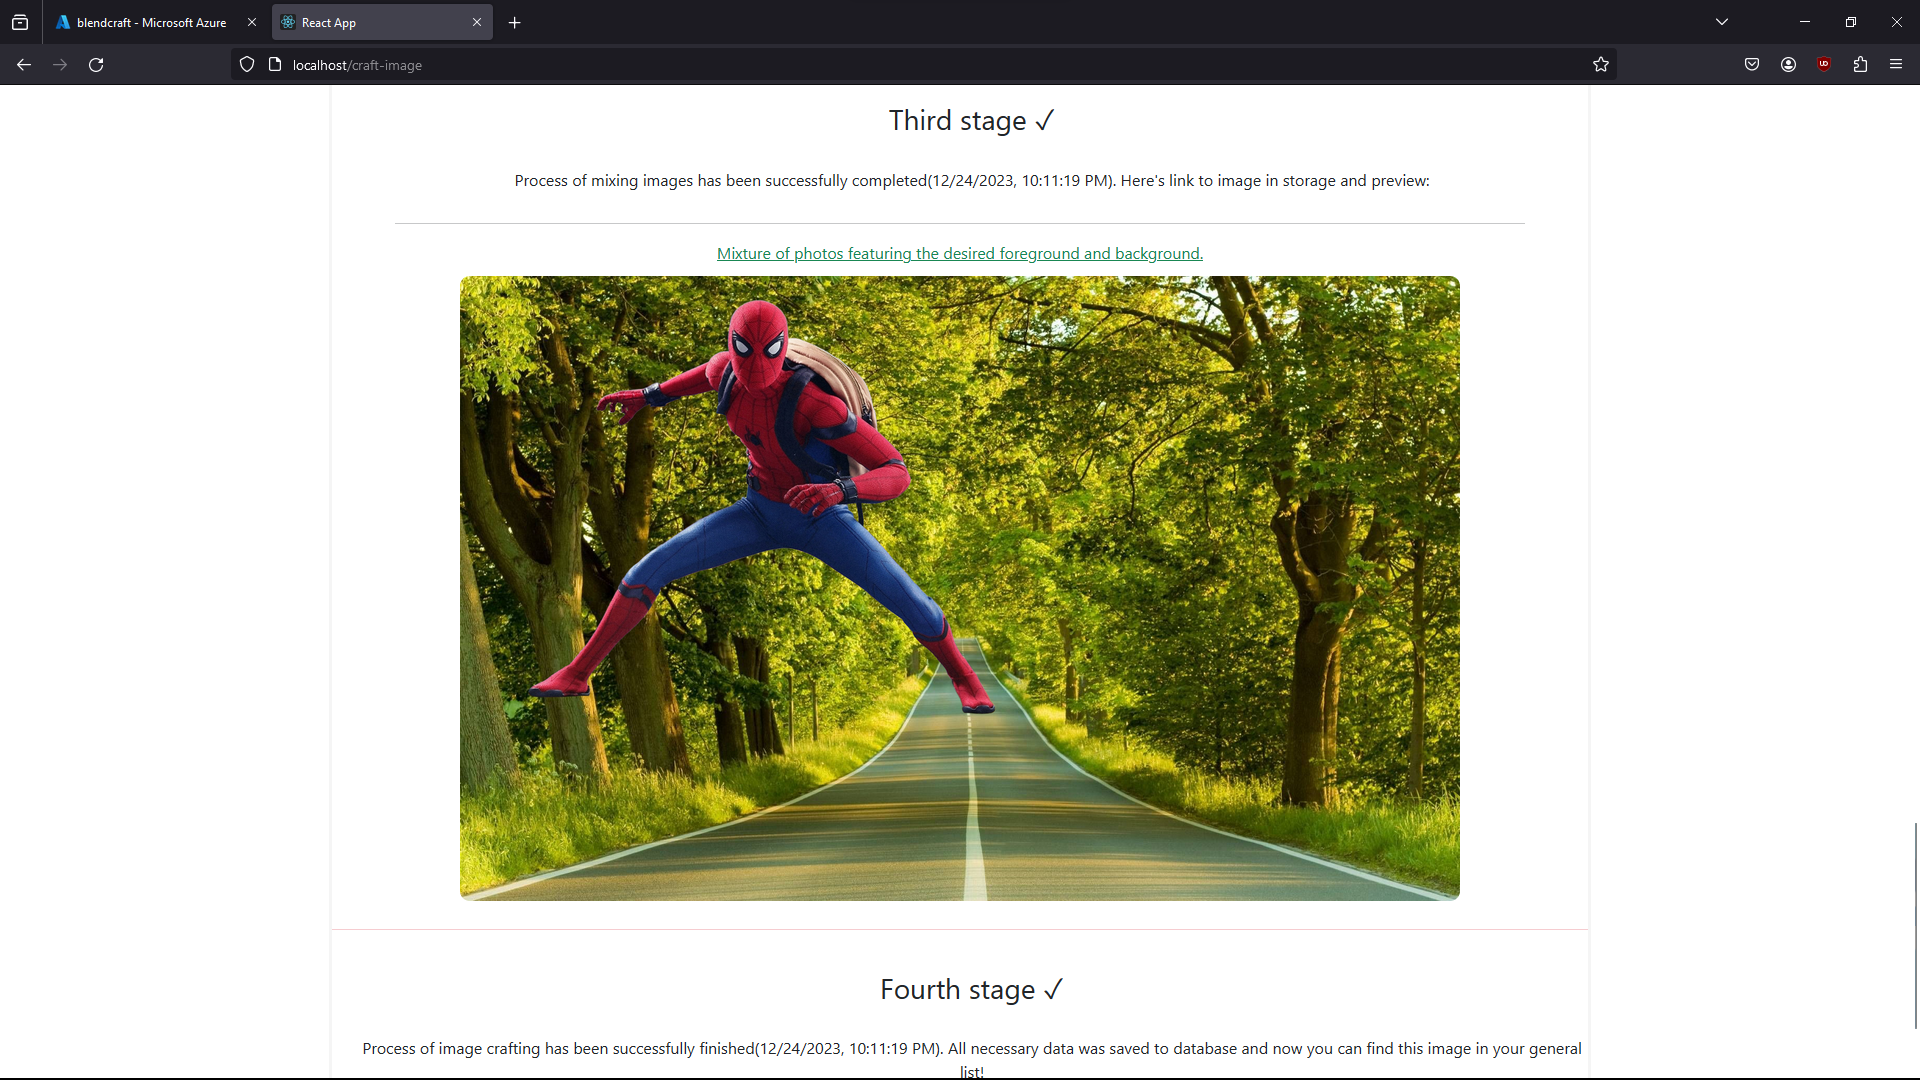 blendcraft - Microsoft Azure
React App
localhost/craft-image
Third stage ✓
Process of mixing images has been successfully completed(12/24/2023, 10:11:19 PM). Here's link to image in storage and preview:
Mixture of photos featuring the desired foreground and background.
Fourth stage ✓
Process of image crafting has been successfully finished(12/24/2023, 10:11:19 PM). All necessary data was saved to database and now you can find this image in your general
list!